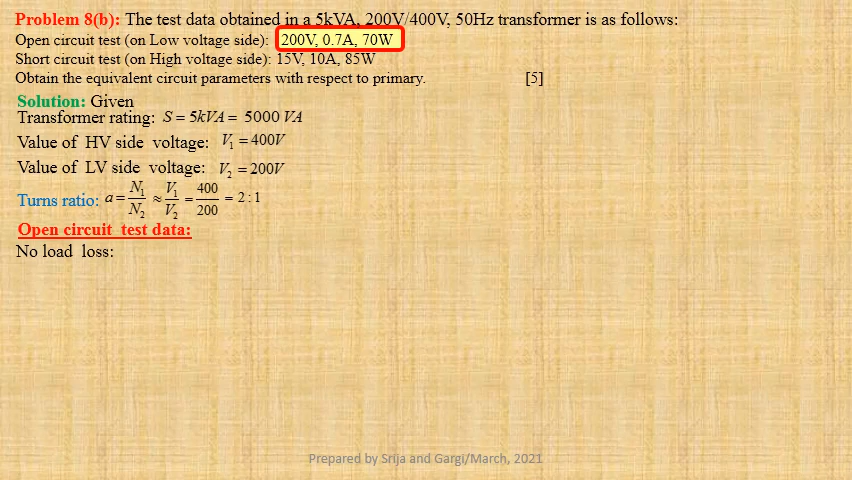 Problem 8(b): The test data obtained in a 5kVA, 200V/400V, 50Hz transformer is as follows:
Open circuit test (on Low voltage side): 200V, 0.7A, 70W
Short circuit test (on High voltage side): 15V, 10A, 85W
Obtain the equivalent circuit parameters with respect to primary. [5]
Solution: Given
Transformer rating: S = 5kVA = 5000 VA
Value of HV side voltage: V₁ = 400V
Value of LV side voltage: V₂ = 200V
Turns ratio: a = N₁/N₂ ≈ V₁/V₂ = 400/200 = 2 : 1
Open circuit test data:
No load loss:
Prepared by Srija and Gargi/March, 2021